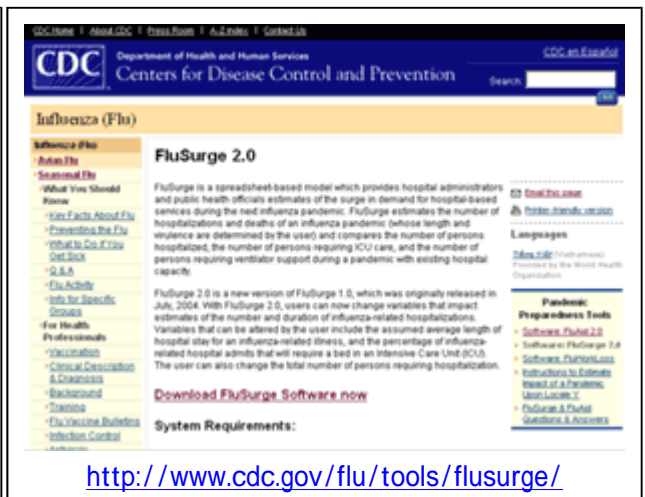 CDC Home | About CDC | Press Room | A-Z Index | Contact Us
CDC en Español
CDC
Department of Health and Human Services
Centers for Disease Control and Prevention
Search:
Influenza (Flu)
Influenza (Flu)
Avian Flu
Seasonal Flu
What You Should
Know
Key Facts About Flu
Preventing the Flu
What to Do if You
Get Sick
Q & A
Flu Activity
Info for Specific
Groups
For Health
Professionals
Vaccination
Clinical Description
& Diagnosis
Background
Training
Flu Vaccine Bulletins
Infection Control
FluSurge 2.0
FluSurge is a spreadsheet-based model which provides hospital administrators
and public health officials estimates of the surge in demand for hospital-based
services during the next influenza pandemic. FluSurge estimates the number of
hospitalizations and deaths of an influenza pandemic (whose length and
virulence are determined by the user) and compares the number of persons
hospitalized, the number of persons requiring ICU care, and the number of
persons requiring ventilator support during a pandemic with existing hospital
capacity.
FluSurge 2.0 is a new version of FluSurge 1.0, which was originally released in
July, 2004. With FluSurge 2.0, users can now change variables that impact
estimates of the number and duration of influenza-related hospitalizations.
Variables that can be altered by the user include the assumed average length of
hospital stay for an influenza-related illness, and the percentage of influenza-
related hospital admits that will require a bed in an Intensive Care Unit (ICU).
The user can also change the total number of persons requiring hospitalization.
Download FluSurge Software now
System Requirements:
Email this page
Printer-friendly version
Languages
(Vietnamese)
Provided by the World Health
Organization
Pandemic
Preparedness Tools
Software: FluAid 2.0
Software: FluSurge 2.0
Software: FluWorkLoss
Instructions to Estimate
Impact of a Pandemic
Upon Locale Y
FluSurge & FluAid
Questions & Answers
http://www.cdc.gov/flu/tools/flusurge/